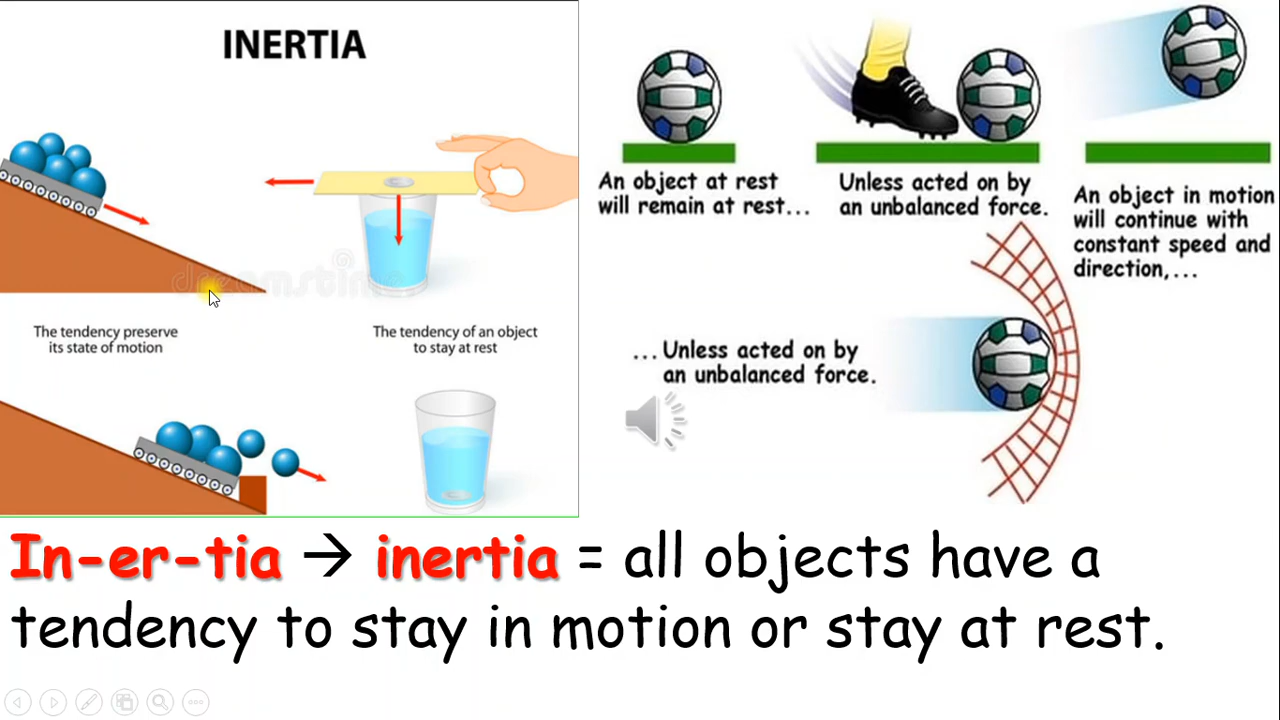 INERTIA
dreamstime
The tendency preserve
its state of motion
The tendency of an object
to stay at rest
An object at rest
will remain at rest...
Unless acted on by
an unbalanced force.
An object in motion
will continue with
constant speed and
direction,...
...Unless acted on by
an unbalanced force.
In-er-tia → inertia = all objects have a
tendency to stay in motion or stay at rest.